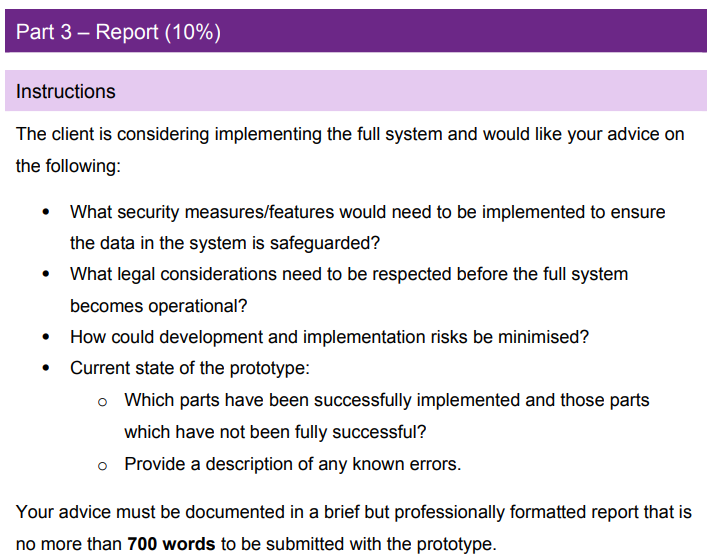 Part 3 – Report (10%)
Instructions
The client is considering implementing the full system and would like your advice on
the following:
• What security measures/features would need to be implemented to ensure
the data in the system is safeguarded?
• What legal considerations need to be respected before the full system
becomes operational?
• How could development and implementation risks be minimised?
• Current state of the prototype:
o Which parts have been successfully implemented and those parts
which have not been fully successful?
o Provide a description of any known errors.
Your advice must be documented in a brief but professionally formatted report that is
no more than 700 words to be submitted with the prototype.